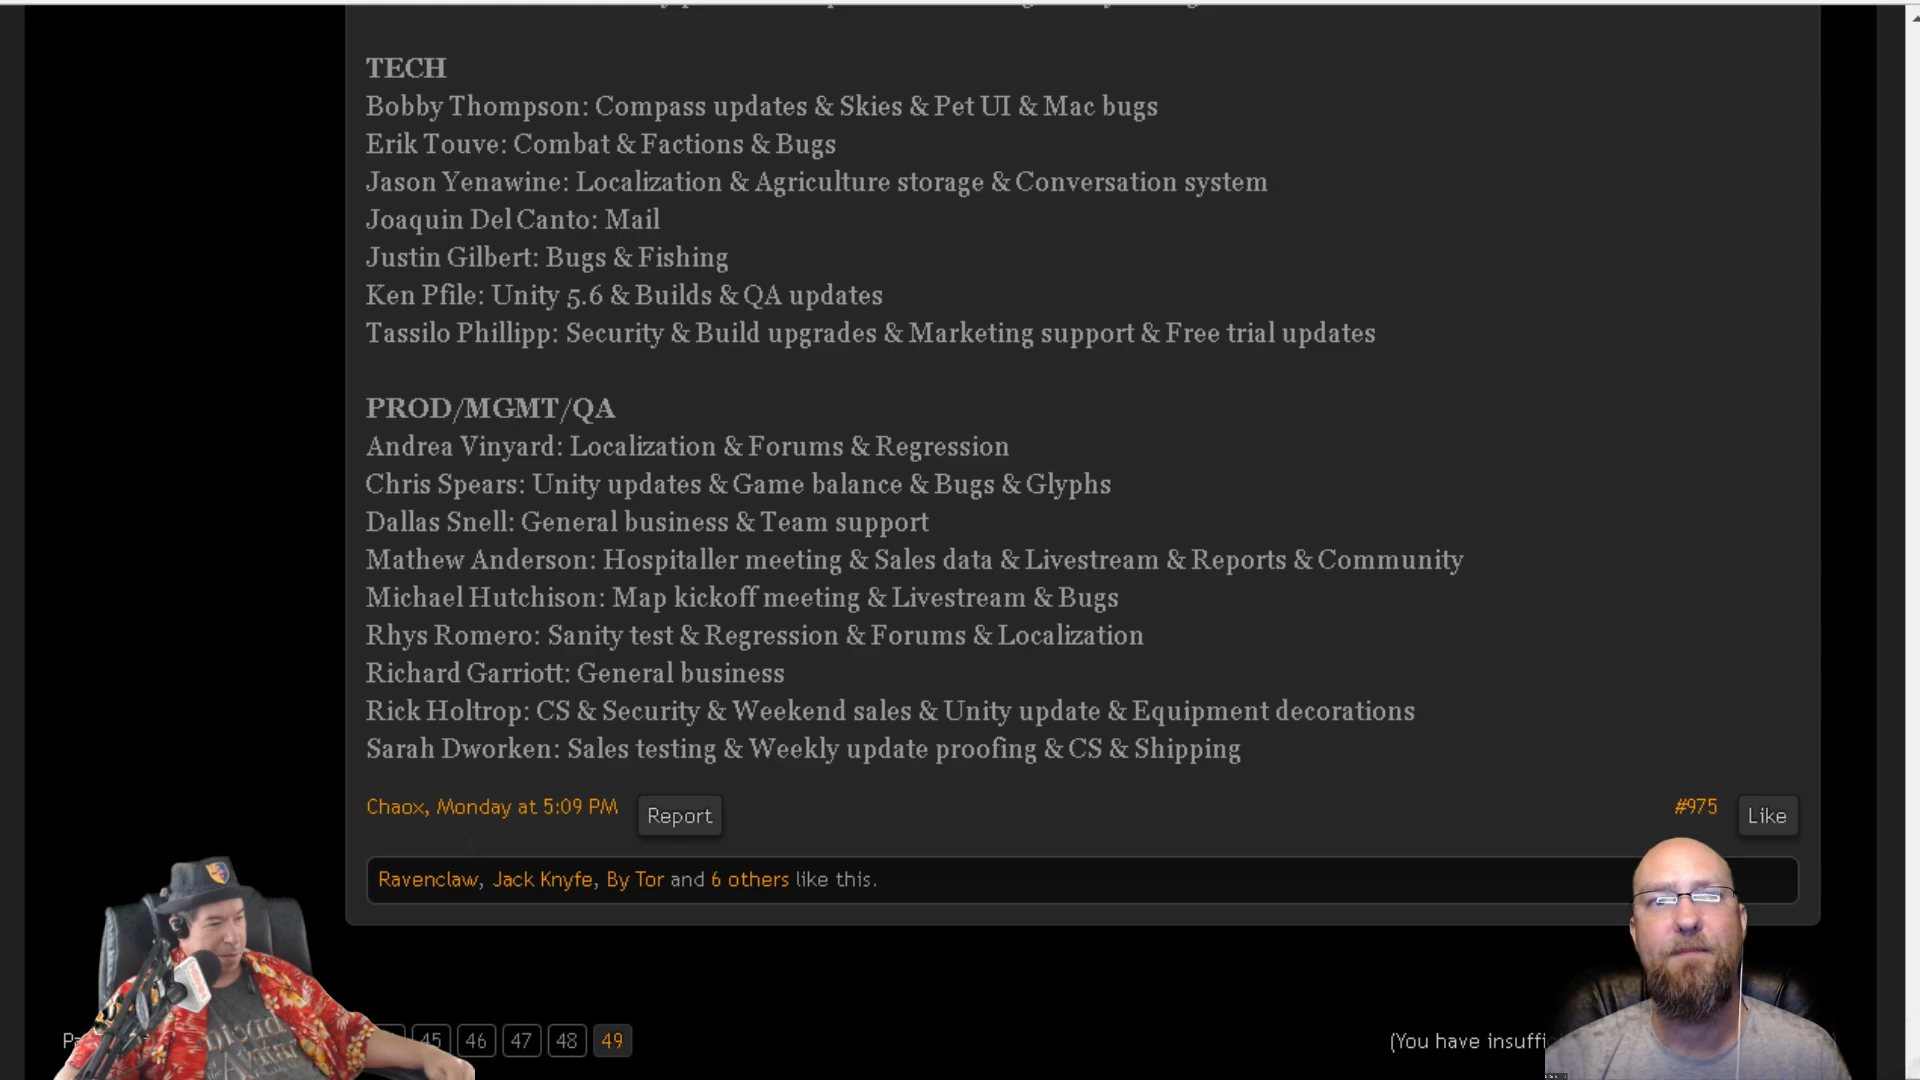 TECH
Bobby Thompson: Compass updates & Skies & Pet UI & Mac bugs
Erik Touve: Combat & Factions & Bugs
Jason Yenawine: Localization & Agriculture storage & Conversation system
Joaquin Del Canto: Mail
Justin Gilbert: Bugs & Fishing
Ken Pfile: Unity 5.6 & Builds & QA updates
Tassilo Phillipp: Security & Build upgrades & Marketing support & Free trial updates
PROD/MGMT/QA
Andrea Vinyard: Localization & Forums & Regression
Chris Spears: Unity updates & Game balance & Bugs & Glyphs
Dallas Snell: General business & Team support
Mathew Anderson: Hospitaller meeting & Sales data & Livestream & Reports & Community
Michael Hutchison: Map kickoff meeting & Livestream & Bugs
Rhys Romero: Sanity test & Regression & Forums & Localization
Richard Garriott: General business
Rick Holtrop: CS & Security & Weekend sales & Unity update & Equipment decorations
Sarah Dworken: Sales testing & Weekly update proofing & CS & Shipping
Chaox, Monday at 5:09 PM Report #975 Like
Ravenclaw, Jack Knyfe, By Tor and 6 others like this.
45 46 47 48 49 (You have